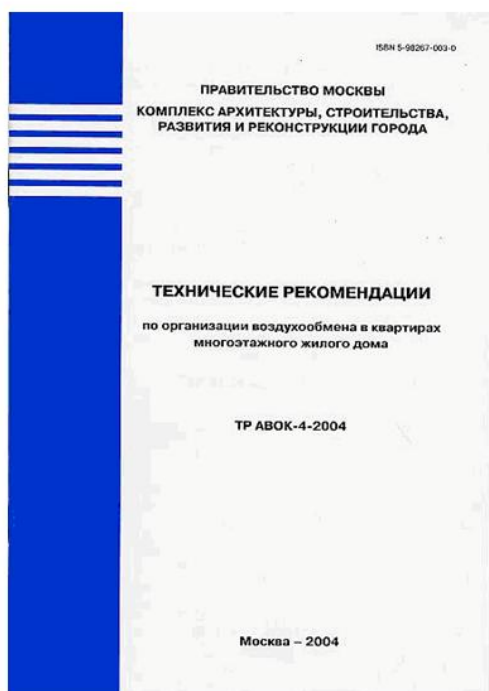 ISBN 5-98267-003-0
ПРАВИТЕЛЬСТВО МОСКВЫ
КОМПЛЕКС АРХИТЕКТУРЫ, СТРОИТЕЛЬСТВА,
РАЗВИТИЯ И РЕКОНСТРУКЦИИ ГОРОДА
ТЕХНИЧЕСКИЕ РЕКОМЕНДАЦИИ
по организации воздухообмена в квартирах
многоэтажного жилого дома
ТР АВОК-4-2004
Москва – 2004